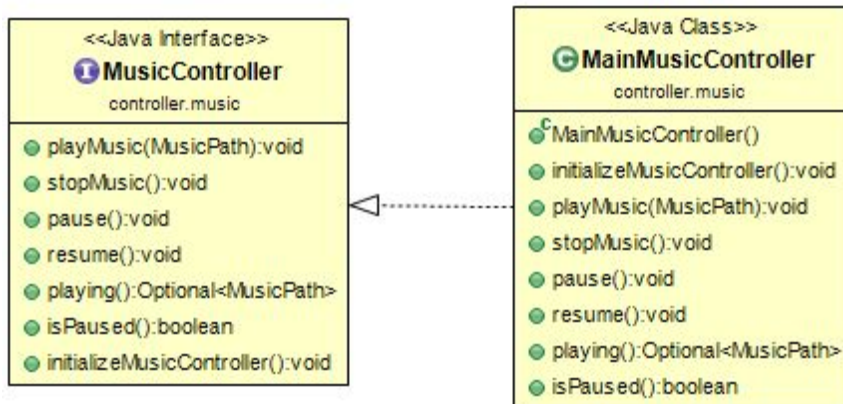 <<Java Interface>>
MusicController
controller.music
playMusic(MusicPath):void
stopMusic():void
pause():void
resume():void
playing():Optional<MusicPath>
isPaused():boolean
initializeMusicController():void
<<Java Class>>
MainMusicController
controller.music
MainMusicController()
initializeMusicController():void
playMusic(MusicPath):void
stopMusic():void
pause():void
resume():void
playing():Optional<MusicPath>
isPaused():boolean